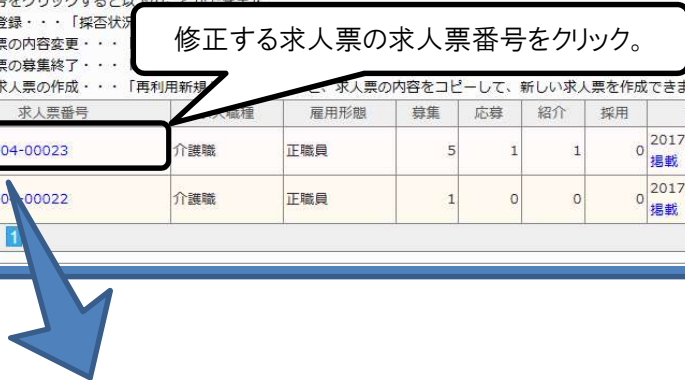 修正する求人票の求人票番号をクリック。
登録・・・「採否状況
票の内容変更・・・
票の募集終了・・・
求人票の作成・・・「再利用新規 、求人票の内容をコピーして、新しい求人票を作成できま
求人票番号 職種 雇用形態 募集 応募 紹介 採用
04-00023 介護職 正職員 5 1 1 0 2017
掲載
04-00022 介護職 正職員 1 0 0 0 2017
掲載
1